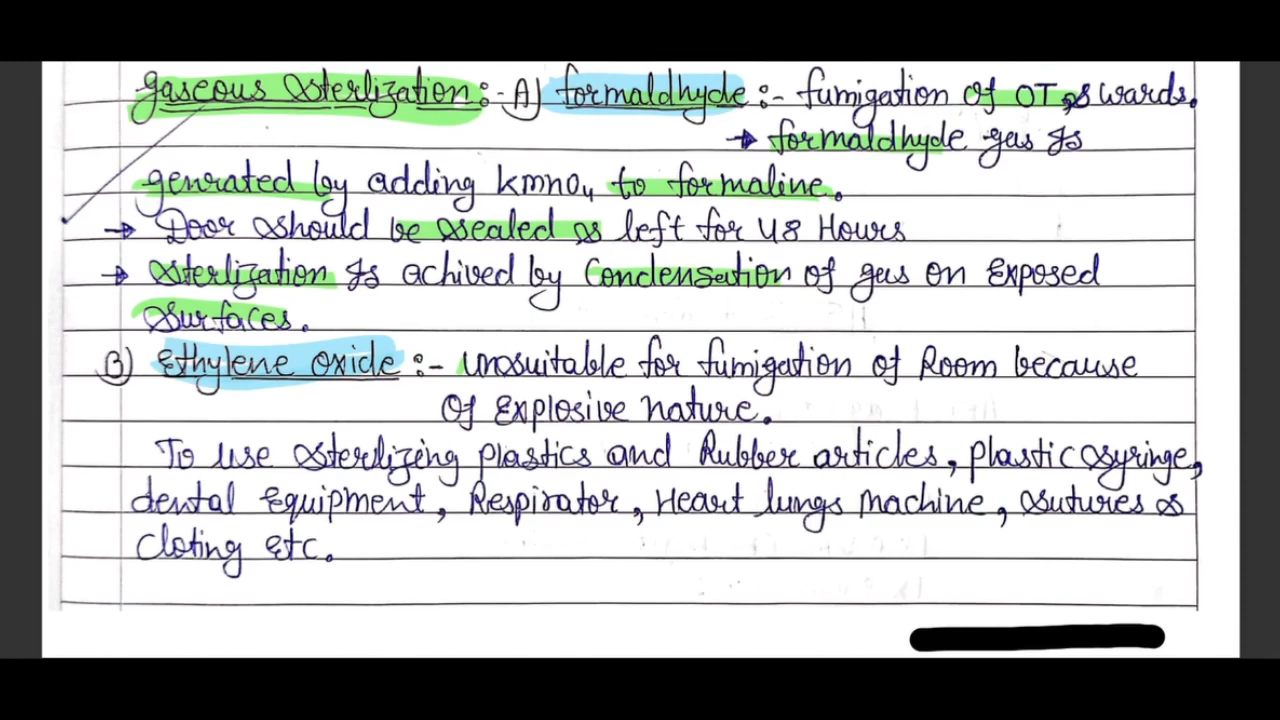 gaseous sterlization :- A) formaldhyde :- fumigation of OT, & wards.
→ formaldhyde gas is
genrated by adding kmno4 to formaline.
→ Door should be sealed & left for 48 Hours
→ sterlization is achived by Condensation of gas on Exposed
surfaces.
B) Ethylene oxide :- unsuitable for fumigation of Room because
Of Explosive nature.
To use sterlizing plastics and Rubber articles, plastic syringe,
dental Equipment, Respirator, Heart lungs machine, sutures &
cloting Etc.